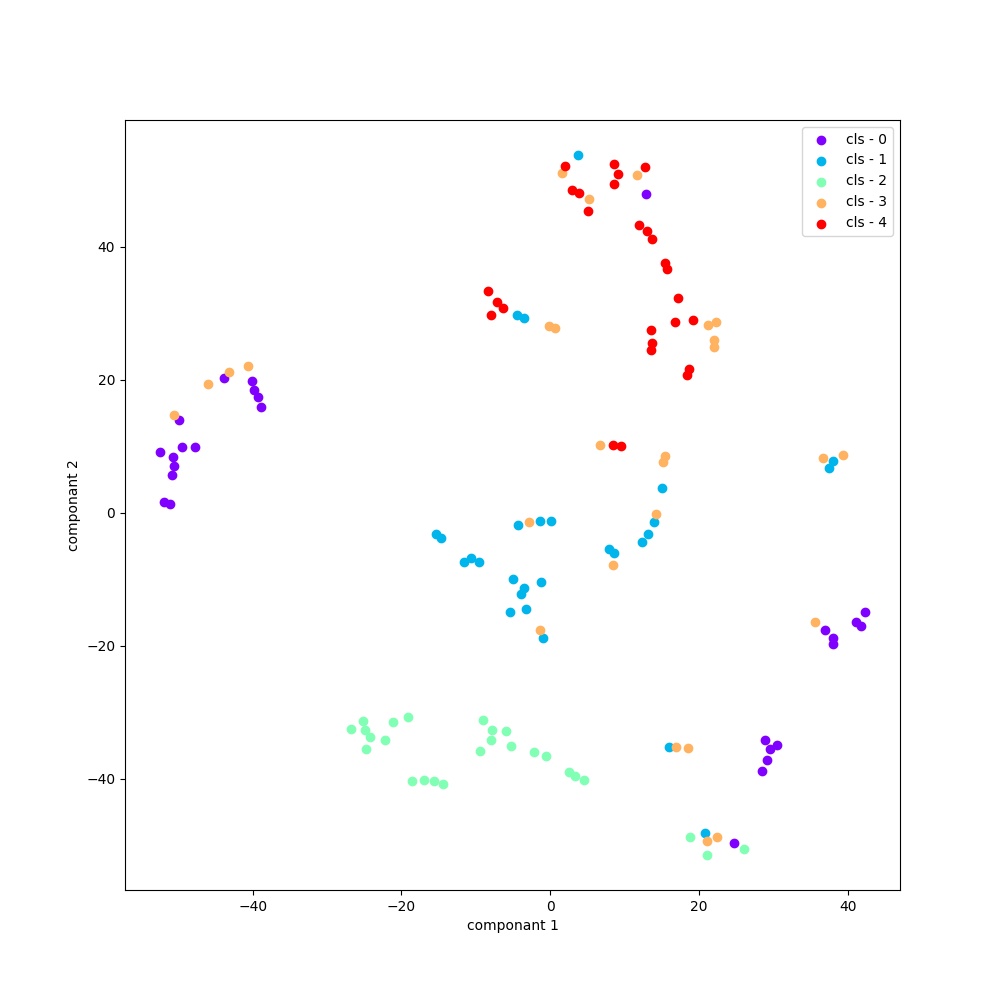 cls - 0
cls - 1
cls - 2
cls - 3
cls - 4
40
20
0
−20
−40
componant 2
−40
−20
0
20
40
componant 1